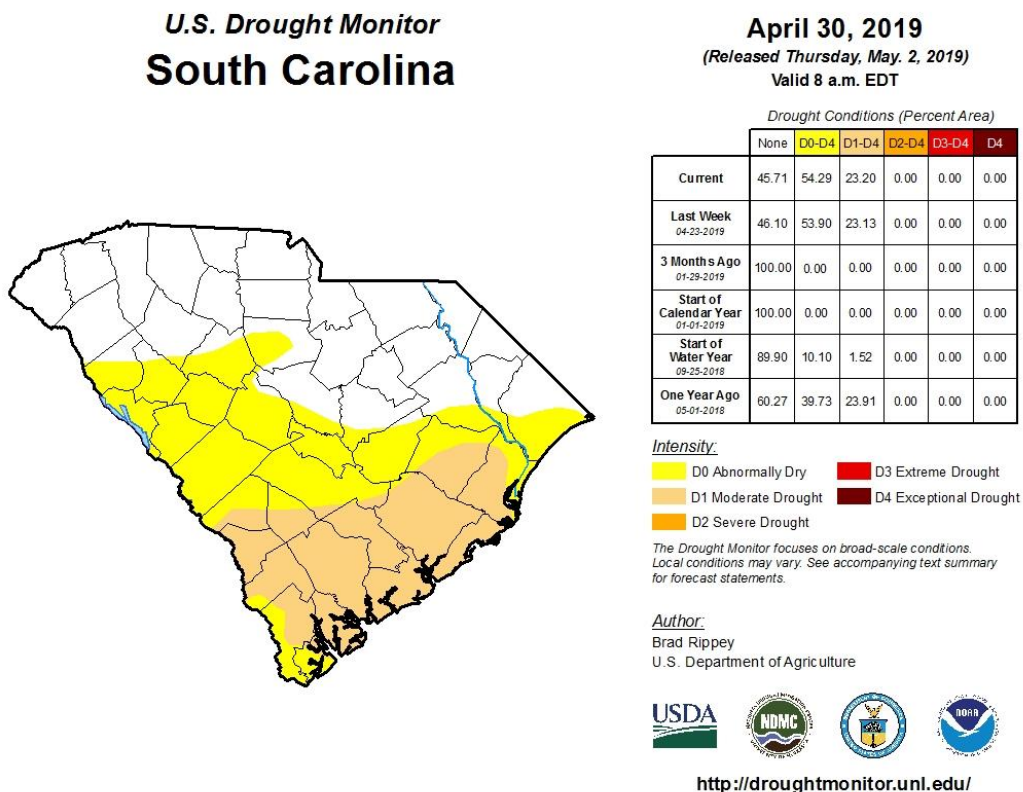 U.S. Drought Monitor
South Carolina
April 30, 2019
(Released Thursday, May. 2, 2019)
Valid 8 a.m. EDT
Drought Conditions (Percent Area)
None D0-D4 D1-D4 D2-D4 D3-D4 D4
Current 45.71 54.29 23.20 0.00 0.00 0.00
Last Week
04-23-2019
46.10 53.90 23.13 0.00 0.00 0.00
3 Months Ago
01-29-2019
100.00 0.00 0.00 0.00 0.00 0.00
Start of
Calendar Year
01-01-2019
100.00 0.00 0.00 0.00 0.00 0.00
Start of
Water Year
09-25-2018
89.90 10.10 1.52 0.00 0.00 0.00
One Year Ago
05-01-2018
60.27 39.73 23.91 0.00 0.00 0.00
Intensity:
D0 Abnormally Dry
D1 Moderate Drought
D2 Severe Drought
D3 Extreme Drought
D4 Exceptional Drought
The Drought Monitor focuses on broad-scale conditions.
Local conditions may vary. See accompanying text summary
for forecast statements.
Author:
Brad Rippey
U.S. Department of Agriculture
USDA
NDMC
NOAA
http://droughtmonitor.unl.edu/